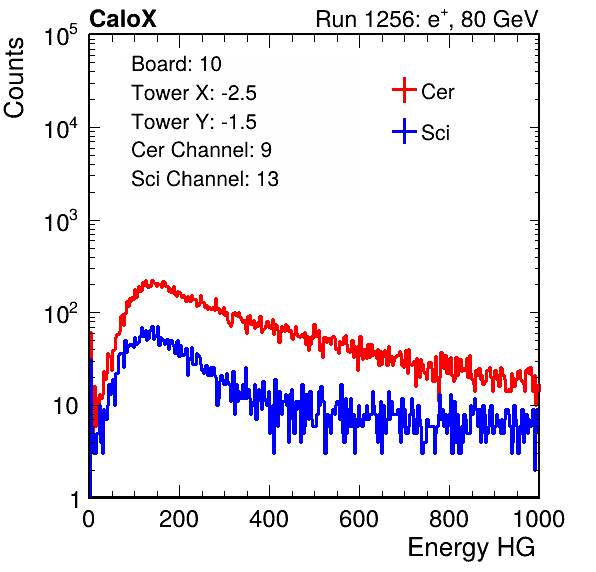 CaloX Run 1256: e⁺, 80 GeV
Board: 10
Tower X: -2.5
Tower Y: -1.5
Cer Channel: 9
Sci Channel: 13
Cer
Sci
Counts
10⁵
10⁴
10³
10²
10
1
0 200 400 600 800 1000
Energy HG